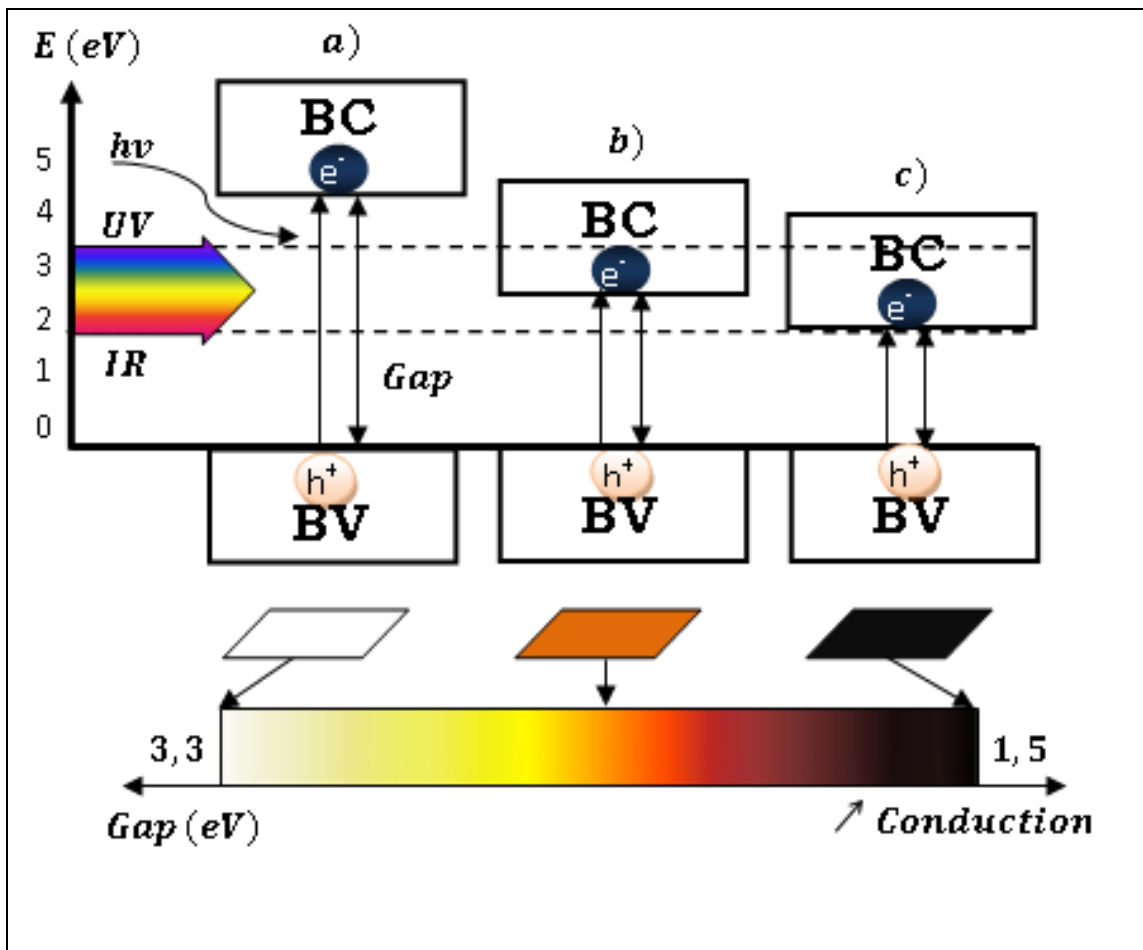 E (eV)
a)
b)
c)
hv
5
4
3
2
1
0
UV
IR
BC
e-
BC
e-
BC
e-
Gap
h+
BV
h+
BV
h+
BV
3,3
1,5
Gap (eV)
↗ Conduction